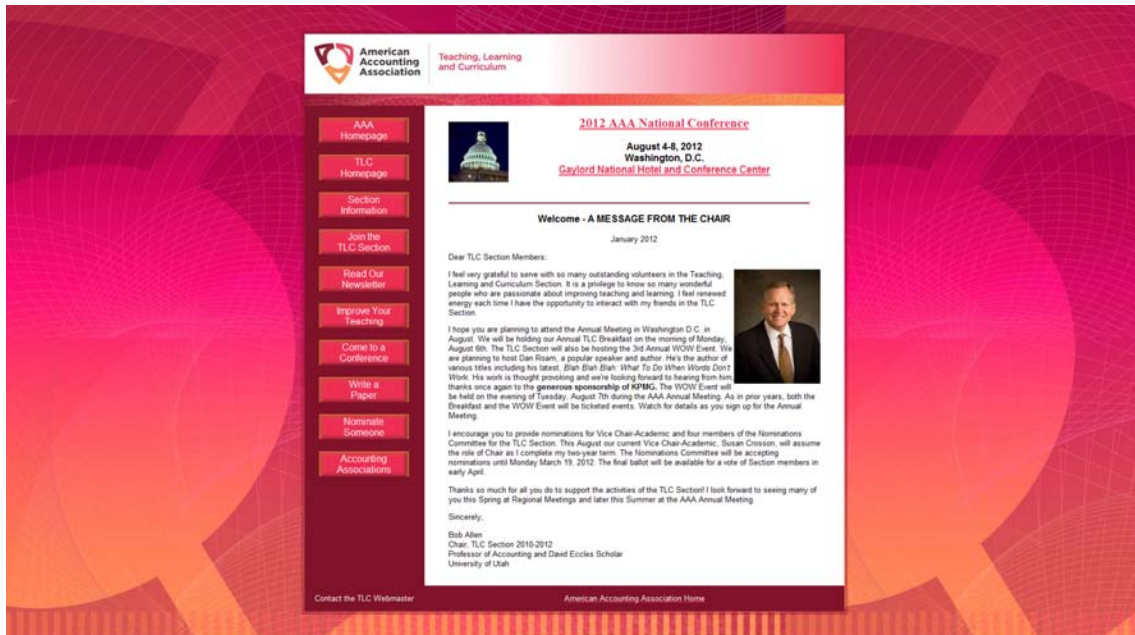 American
Accounting
Association
Teaching, Learning
and Curriculum
AAA
Homepage
TLC
Homepage
Section
Information
Join the
TLC Section
Read Our
Newsletter
Improve Your
Teaching
Come to a
Conference
Write a
Paper
Nominate
Someone
Accounting
Associations
2012 AAA National Conference
August 4-8, 2012
Washington, D.C.
Gaylord National Hotel and Conference Center
Welcome - A MESSAGE FROM THE CHAIR
January 2012
Dear TLC Section Members:
I feel very grateful to serve with so many outstanding volunteers in the Teaching,
Learning and Curriculum Section. It is a privilege to know so many wonderful
people who are passionate about improving teaching and learning. I feel renewed
energy each time I have the opportunity to interact with my friends in the TLC
Section.
I hope you are planning to attend the Annual Meeting in Washington D.C. in
August. We will be holding our Annual TLC Breakfast on the morning of Monday,
August 6th. The TLC Section will also be hosting the 3rd Annual WOW Event. We
are planning to host Dan Roam, a popular speaker and author. He's the author of
various titles including his latest, Blah Blah Blah: What To Do When Words Don't
Work. His work is thought provoking and we're looking forward to hearing from him,
thanks once again to the generous sponsorship of KPMG. The WOW Event will
be held on the evening of Tuesday, August 7th during the AAA Annual Meeting. As in prior years, both the
Breakfast and the WOW Event will be ticketed events. Watch for details as you sign up for the Annual
Meeting.
I encourage you to provide nominations for Vice Chair-Academic and four members of the Nominations
Committee for the TLC Section. This August our current Vice Chair-Academic, Susan Crosson, will assume
the role of Chair as I complete my two-year term. The Nominations Committee will be accepting
nominations until Monday March 19, 2012. The final ballot will be available for a vote of Section members in
early April.
Thanks so much for all you do to support the activities of the TLC Section! I look forward to seeing many of
you this Spring at Regional Meetings and later this Summer at the AAA Annual Meeting.
Sincerely,
Bob Allen
Chair, TLC Section 2010-2012
Professor of Accounting and David Eccles Scholar
University of Utah
Contact the TLC Webmaster
American Accounting Association Home